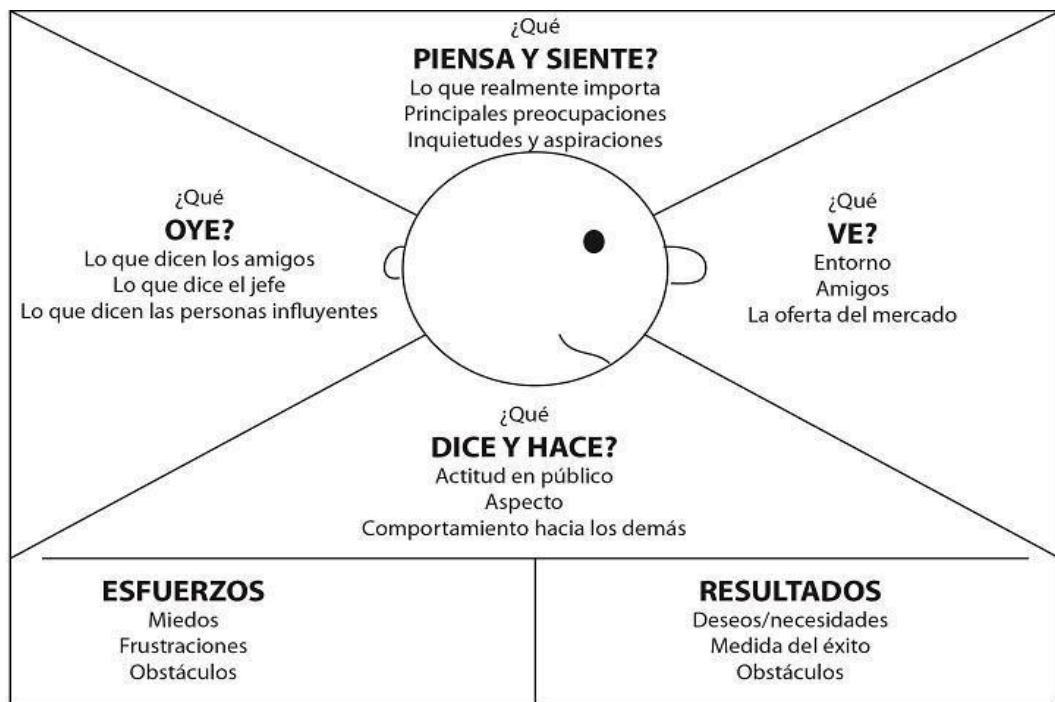 ¿Qué
PIENSA Y SIENTE?
Lo que realmente importa
Principales preocupaciones
Inquietudes y aspiraciones
¿Qué
OYE?
Lo que dicen los amigos
Lo que dice el jefe
Lo que dicen las personas influyentes
¿Qué
VE?
Entorno
Amigos
La oferta del mercado
¿Qué
DICE Y HACE?
Actitud en público
Aspecto
Comportamiento hacia los demás
ESFUERZOS
Miedos
Frustraciones
Obstáculos
RESULTADOS
Deseos/necesidades
Medida del éxito
Obstáculos